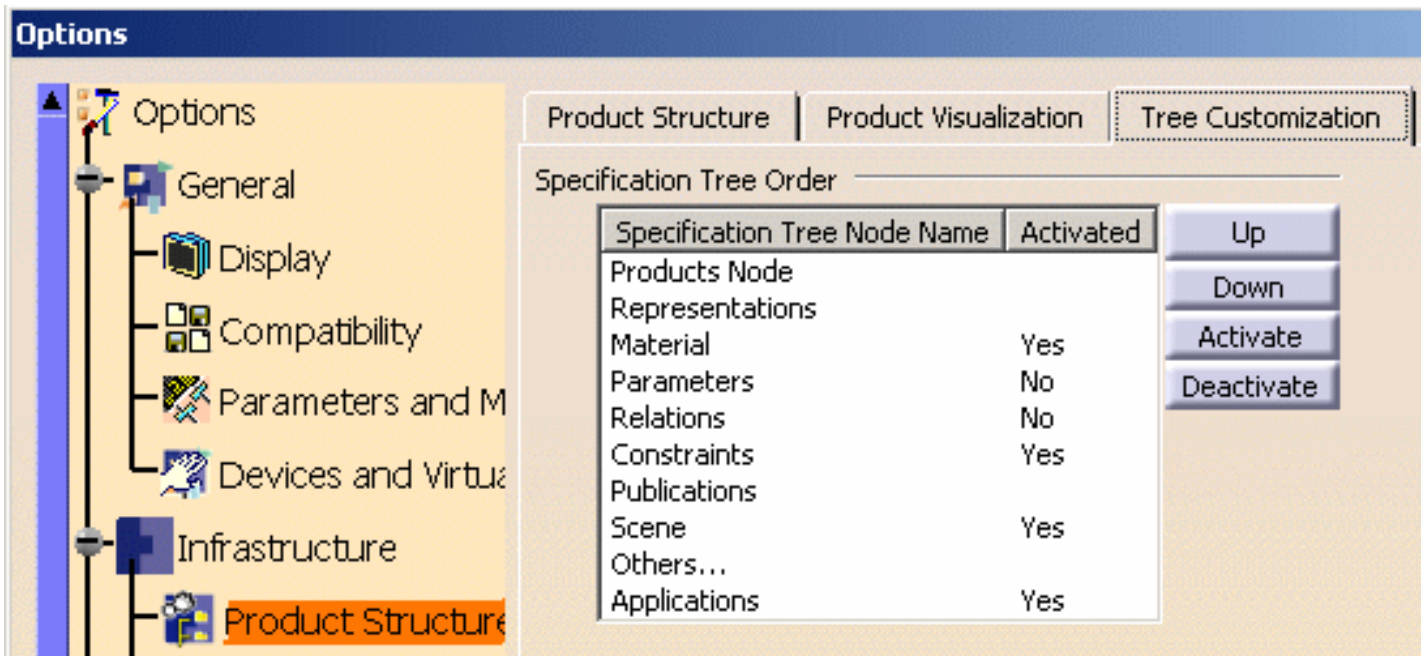 Options
Options
General
Display
Compatibility
Parameters and M
Devices and Virtua
Infrastructure
Product Structure
Product Structure
Product Visualization
Tree Customization
Specification Tree Order
Specification Tree Node Name Activated
Products Node
Representations
Material Yes
Parameters No
Relations No
Constraints Yes
Publications
Scene Yes
Others...
Applications Yes
Up
Down
Activate
Deactivate